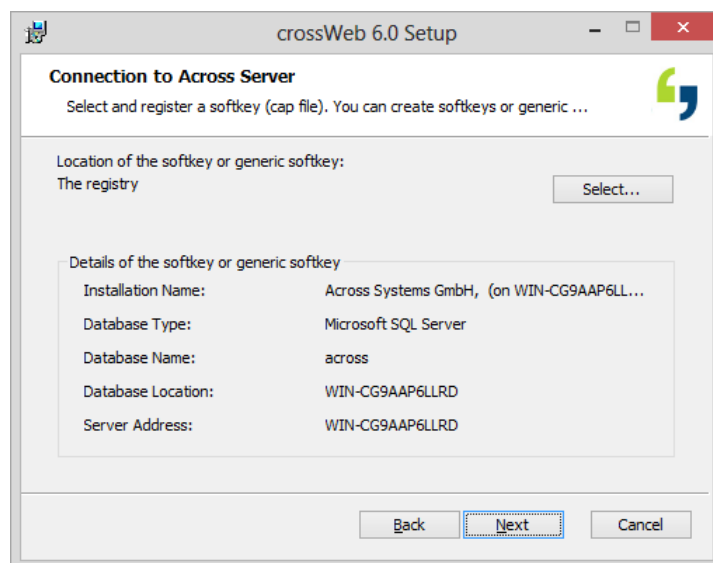 crossWeb 6.0 Setup
Connection to Across Server
Select and register a softkey (cap file). You can create softkeys or generic ...
Location of the softkey or generic softkey:
The registry
Select...
Details of the softkey or generic softkey
Installation Name: Across Systems GmbH, (on WIN-CG9AAP6LL...
Database Type: Microsoft SQL Server
Database Name: across
Database Location: WIN-CG9AAP6LLRD
Server Address: WIN-CG9AAP6LLRD
Back Next Cancel